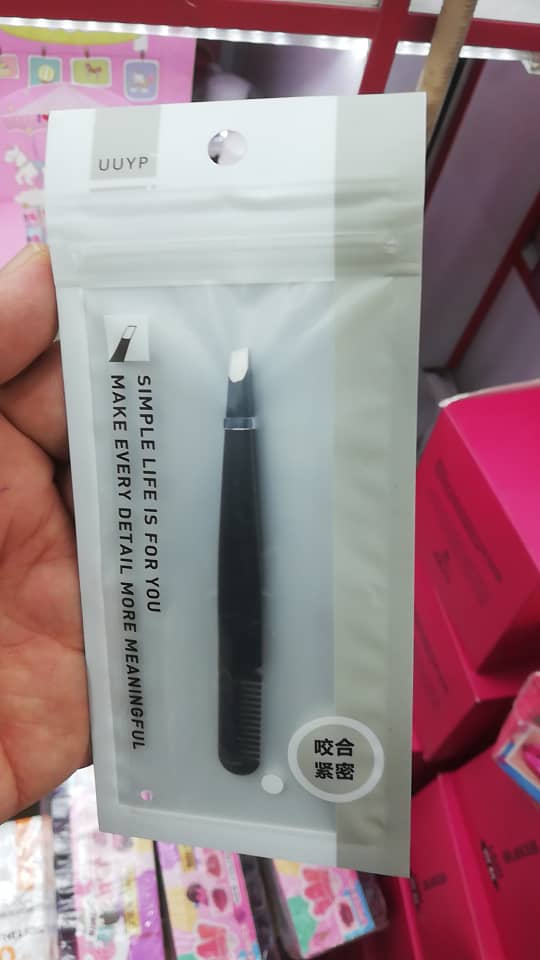 UUYP
SIMPLE LIFE IS FOR YOU
MAKE EVERY DETAIL MORE MEANINGFUL
咬合
紧密